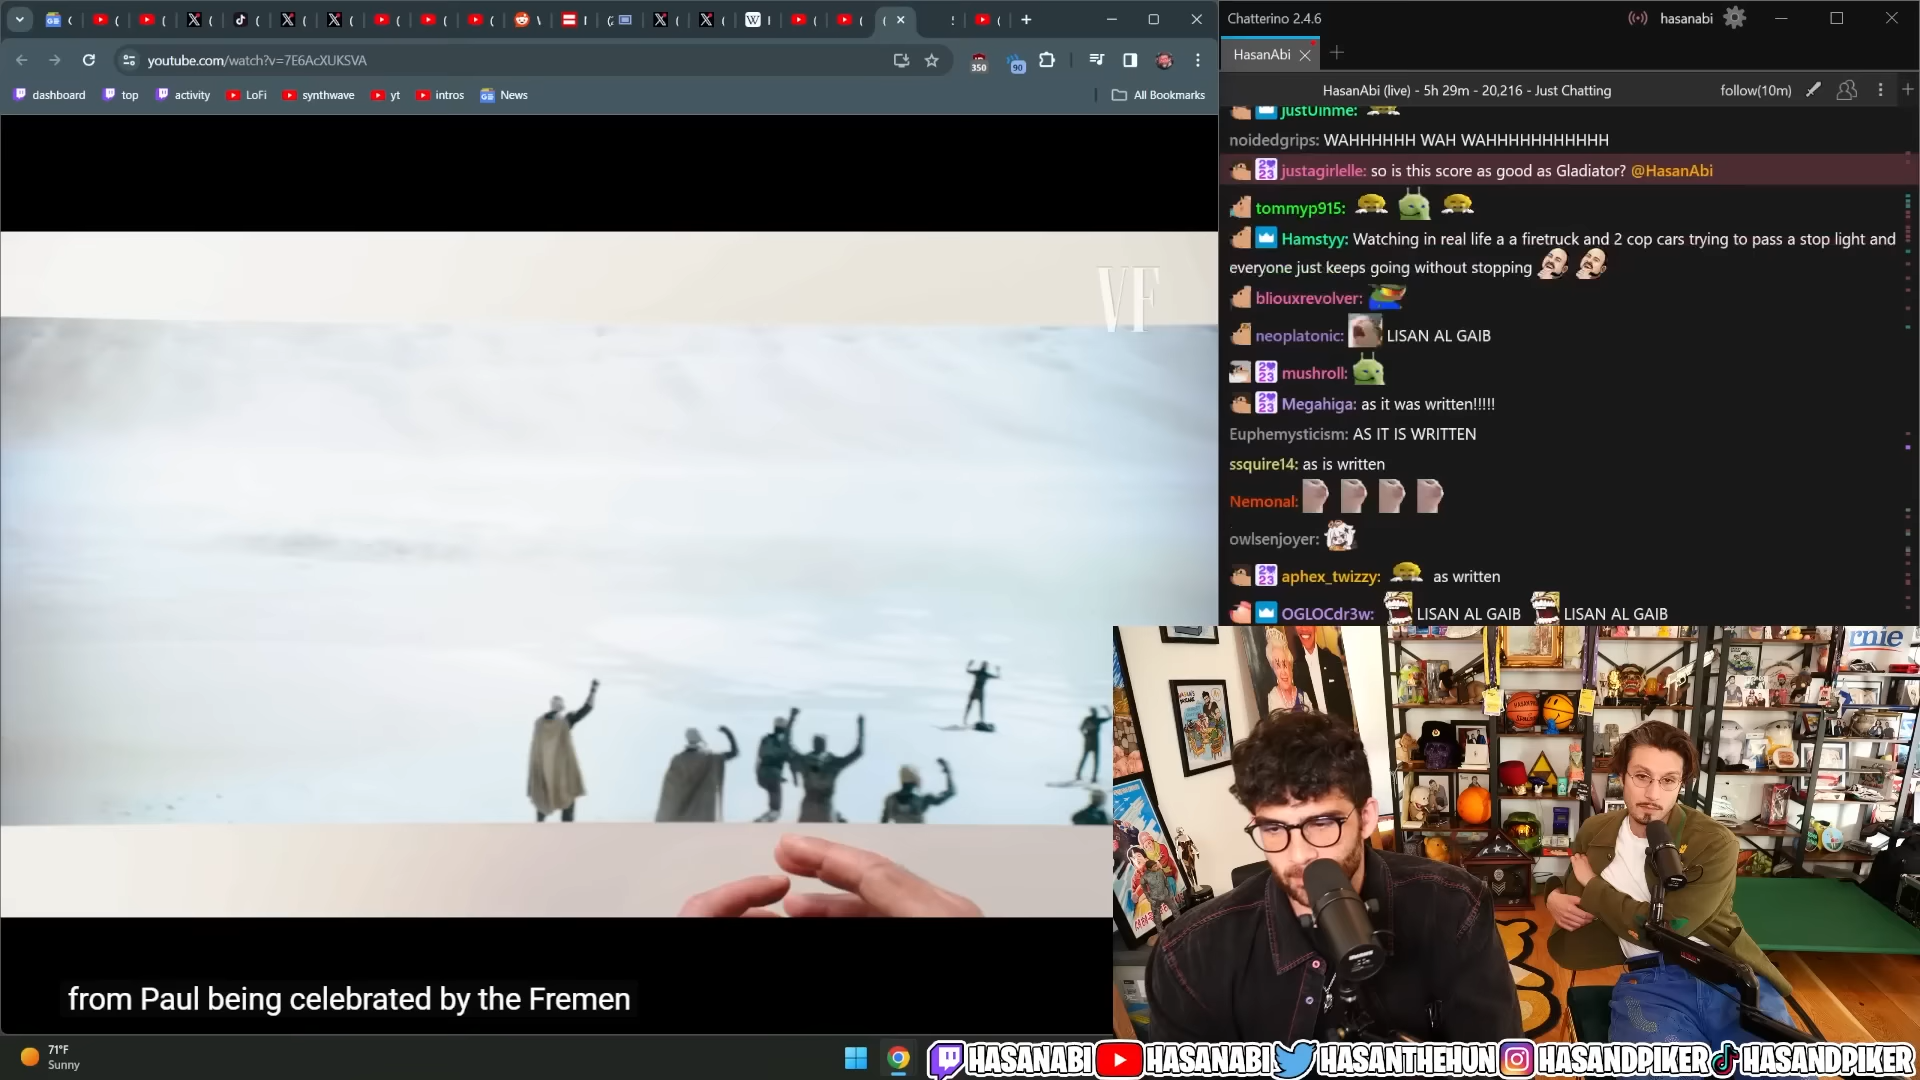 youtube.com/watch?v=7E6AcXUKSVA
350
90
dashboard
top
activity
LoFi
synthwave
yt
intros
News
All Bookmarks
VF
from Paul being celebrated by the Fremen
Chatterino 2.4.6
hasanabi
HasanAbi
HasanAbi (live) - 5h 29m - 20,216 - Just Chatting
follow(10m)
justUinme:
noidedgrips: WAHHHHHH WAH WAHHHHHHHHHHH
justagirlelle: so is this score as good as Gladiator? @HasanAbi
tommyp915:
Hamstyy: Watching in real life a a firetruck and 2 cop cars trying to pass a stop light and
everyone just keeps going without stopping
bliouxrevolver:
neoplatonic: LISAN AL GAIB
mushroll:
Megahiga: as it was written!!!!!
Euphemysticism: AS IT IS WRITTEN
ssquire14: as is written
Nemonal:
owlsenjoyer:
aphex_twizzy: as written
OGLOCdr3w: LISAN AL GAIB LISAN AL GAIB
rnie
71°F
Sunny
HASANABI HASANABI HASANTHEHUN HASANDPIKER HASANDPIKER